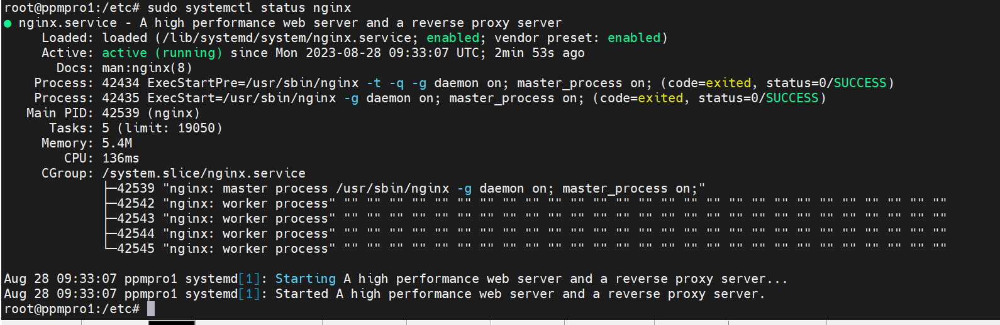 root@ppmpro1:/etc# sudo systemctl status nginx
● nginx.service - A high performance web server and a reverse proxy server
     Loaded: loaded (/lib/systemd/system/nginx.service; enabled; vendor preset: enabled)
     Active: active (running) since Mon 2023-08-28 09:33:07 UTC; 2min 53s ago
       Docs: man:nginx(8)
    Process: 42434 ExecStartPre=/usr/sbin/nginx -t -q -g daemon on; master_process on; (code=exited, status=0/SUCCESS)
    Process: 42435 ExecStart=/usr/sbin/nginx -g daemon on; master_process on; (code=exited, status=0/SUCCESS)
   Main PID: 42539 (nginx)
      Tasks: 5 (limit: 19050)
     Memory: 5.4M
        CPU: 136ms
     CGroup: /system.slice/nginx.service
             ├─42539 "nginx: master process /usr/sbin/nginx -g daemon on; master_process on;"
             ├─42542 "nginx: worker process" "" "" "" "" "" "" "" "" "" "" "" "" "" "" "" "" "" "" "" "" "" "" "" "" "" "" ""
             ├─42543 "nginx: worker process" "" "" "" "" "" "" "" "" "" "" "" "" "" "" "" "" "" "" "" "" "" "" "" "" "" "" ""
             ├─42544 "nginx: worker process" "" "" "" "" "" "" "" "" "" "" "" "" "" "" "" "" "" "" "" "" "" "" "" "" "" "" ""
             └─42545 "nginx: worker process" "" "" "" "" "" "" "" "" "" "" "" "" "" "" "" "" "" "" "" "" "" "" "" "" "" "" ""

Aug 28 09:33:07 ppmpro1 systemd[1]: Starting A high performance web server and a reverse proxy server...
Aug 28 09:33:07 ppmpro1 systemd[1]: Started A high performance web server and a reverse proxy server.
root@ppmpro1:/etc#